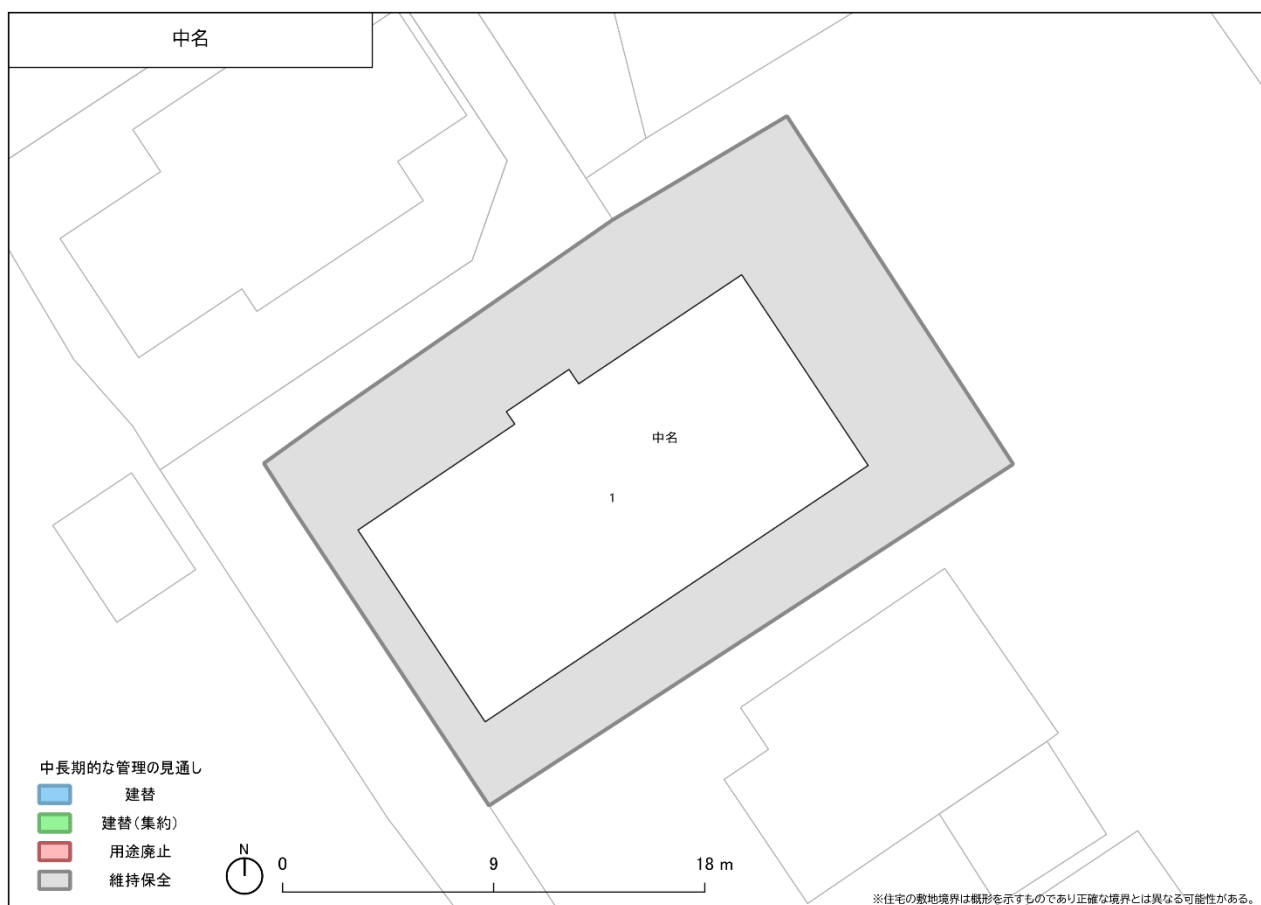 中名
中名
1
中長期的な管理の見通し
建替
建替(集約)
用途廃止
維持保全
N
0 9 18 m
※住宅の敷地境界は概形を示すものであり正確な境界とは異なる可能性がある。